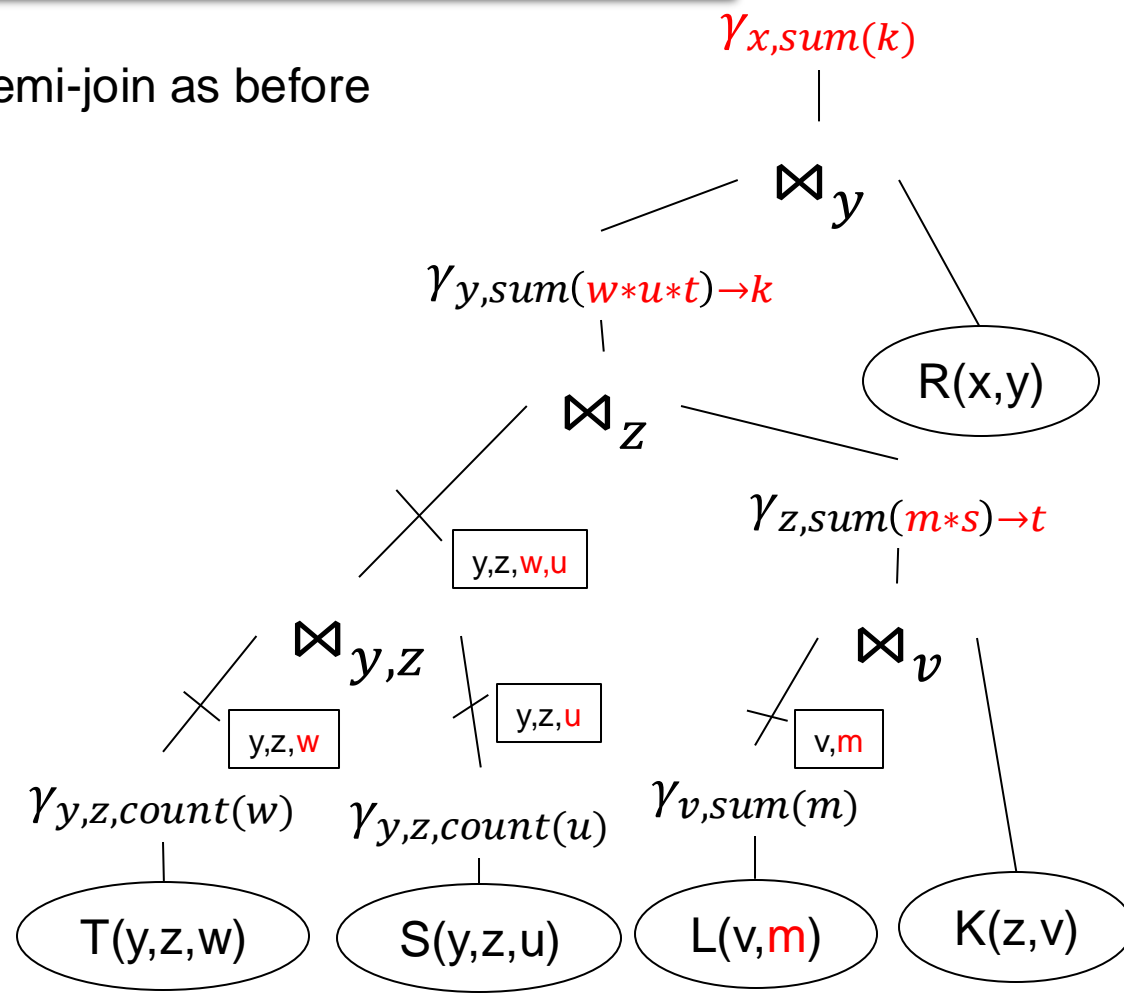 γx,sum(k)
emi-join as before
⋈y
γy,sum(w*u*t)→k
R(x,y)
⋈z
γz,sum(m*s)→t
y,z,w,u
⋈y,z
⋈v
y,z,w
y,z,u
v,m
γy,z,count(w)
γy,z,count(u)
γv,sum(m)
T(y,z,w)
S(y,z,u)
L(v,m)
K(z,v)